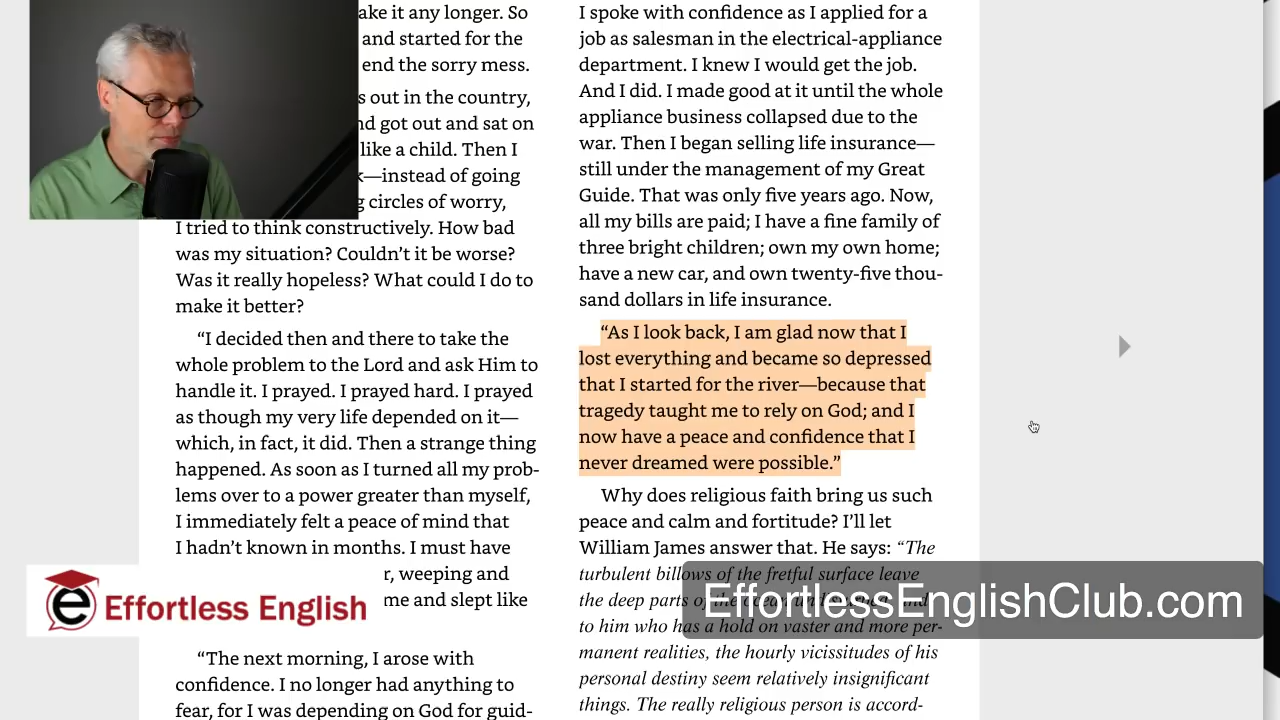 ake it any longer. So
and started for the
end the sorry mess.
s out in the country,
nd got out and sat on
like a child. Then I
—instead of going
g circles of worry,
I tried to think constructively. How bad
was my situation? Couldn’t it be worse?
Was it really hopeless? What could I do to
make it better?
“I decided then and there to take the
whole problem to the Lord and ask Him to
handle it. I prayed. I prayed hard. I prayed
as though my very life depended on it—
which, in fact, it did. Then a strange thing
happened. As soon as I turned all my prob-
lems over to a power greater than myself,
I immediately felt a peace of mind that
I hadn’t known in months. I must have
r, weeping and
me and slept like
“The next morning, I arose with
confidence. I no longer had anything to
fear, for I was depending on God for guid-
I spoke with confidence as I applied for a
job as salesman in the electrical-appliance
department. I knew I would get the job.
And I did. I made good at it until the whole
appliance business collapsed due to the
war. Then I began selling life insurance—
still under the management of my Great
Guide. That was only five years ago. Now,
all my bills are paid; I have a fine family of
three bright children; own my own home;
have a new car, and own twenty-five thou-
sand dollars in life insurance.
“As I look back, I am glad now that I
lost everything and became so depressed
that I started for the river—because that
tragedy taught me to rely on God; and I
now have a peace and confidence that I
never dreamed were possible.”
Why does religious faith bring us such
peace and calm and fortitude? I’ll let
William James answer that. He says: “The
turbulent billows of the fretful surface leave
the deep parts of the ocean
to him who has a hold on vaster and more per-
manent realities, the hourly vicissitudes of his
personal destiny seem relatively insignificant
things. The really religious person is accord-
e Effortless English
EffortlessEnglishClub.com